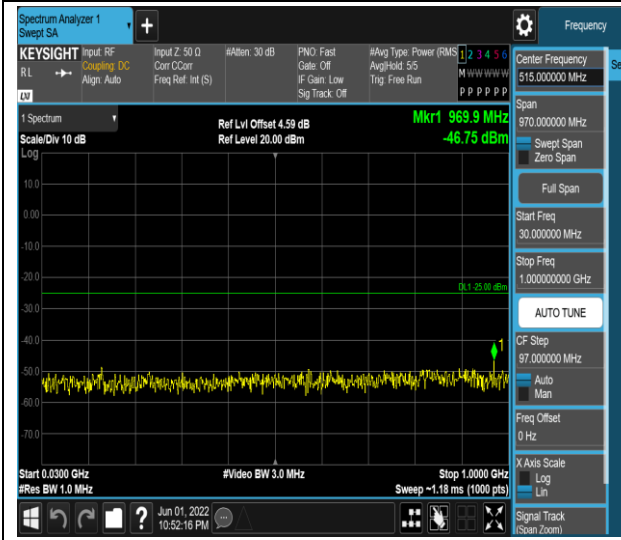 Spectrum Analyzer 1
Swept SA
Frequency
KEYSIGHT
Input: RF
Input Z: 50 Ω
#Atten: 30 dB
PNO: Fast
#Avg Type: Power (RMS
1 2 3 4 5 6
RL
Coupling: DC
Corr CCorr
Gate: Off
Avg|Hold: 5/5
M W W W W W
Align: Auto
Freq Ref: Int (S)
IF Gain: Low
Trig: Free Run
Sig Track: Off
P P P P P P
LXI
1 Spectrum
Ref Lvl Offset 4.59 dB
Mkr1 969.9 MHz
Scale/Div 10 dB
Ref Level 20.00 dBm
-46.75 dBm
Log
10.0
0.00
-10.0
-20.0
DL1 -25.00 dBm
-30.0
-40.0
1
-50.0
-60.0
-70.0
Start 0.0300 GHz
#Video BW 3.0 MHz
Stop 1.0000 GHz
#Res BW 1.0 MHz
Sweep ~1.18 ms (1000 pts)
?
Jun 01, 2022
10:52:16 PM
Center Frequency
515.000000 MHz
Se
Span
970.000000 MHz
Swept Span
Zero Span
Full Span
Start Freq
30.000000 MHz
Stop Freq
1.000000000 GHz
AUTO TUNE
CF Step
97.000000 MHz
Auto
Man
Freq Offset
0 Hz
X Axis Scale
Log
Lin
Signal Track
(Span Zoom)